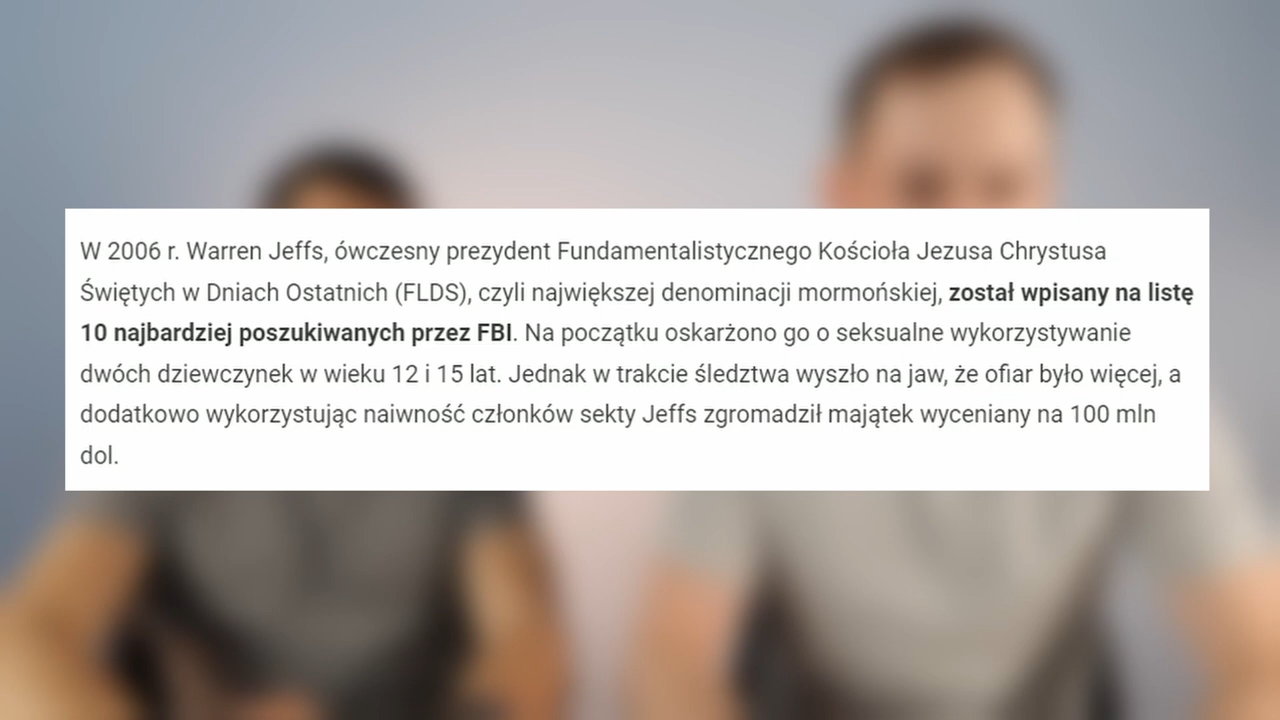 W 2006 r. Warren Jeffs, ówczesny prezydent Fundamentalistycznego Kościoła Jezusa Chrystusa
Świętych w Dniach Ostatnich (FLDS), czyli największej denominacji mormońskiej, został wpisany na listę
10 najbardziej poszukiwanych przez FBI. Na początku oskarżono go o seksualne wykorzystywanie
dwóch dziewczynek w wieku 12 i 15 lat. Jednak w trakcie śledztwa wyszło na jaw, że ofiar było więcej, a
dodatkowo wykorzystując naiwność członków sekty Jeffs zgromadził majątek wyceniany na 100 mln
dol.